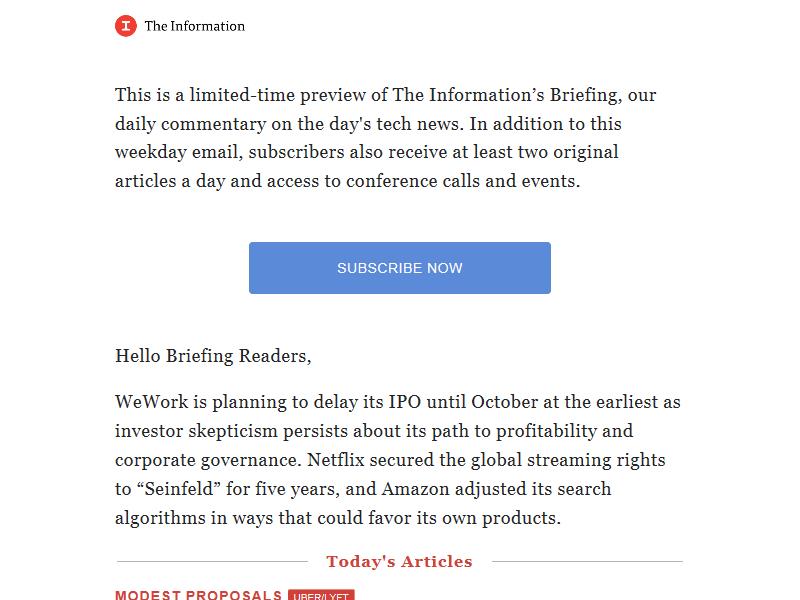 The Information
This is a limited-time preview of The Information’s Briefing, our
daily commentary on the day's tech news. In addition to this
weekday email, subscribers also receive at least two original
articles a day and access to conference calls and events.
SUBSCRIBE NOW
Hello Briefing Readers,
WeWork is planning to delay its IPO until October at the earliest as
investor skepticism persists about its path to profitability and
corporate governance. Netflix secured the global streaming rights
to “Seinfeld” for five years, and Amazon adjusted its search
algorithms in ways that could favor its own products.
Today's Articles
MODEST PROPOSALS UBER/LYFT